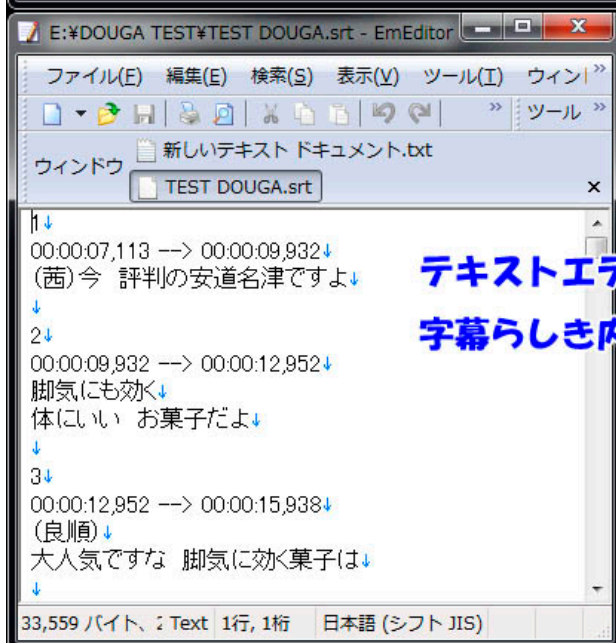 E:¥DOUGA TEST¥TEST DOUGA.srt - EmEditor
ファイル(F) 編集(E) 検索(S) 表示(V) ツール(T) ウィン
ツール
ウィンドウ
新しいテキスト ドキュメント.txt
TEST DOUGA.srt
1
00:00:07,113 --> 00:00:09,932
(茜)今 評判の安道名津ですよ
2
00:00:09,932 --> 00:00:12,952
脚気にも効く
体にいい お菓子だよ
3
00:00:12,952 --> 00:00:15,938
(良順)
大人気ですな 脚気に効く菓子は
テキストエデ
字幕らしき内
33,559 バイト、 Text 1行, 1桁 日本語 (シフト JIS)